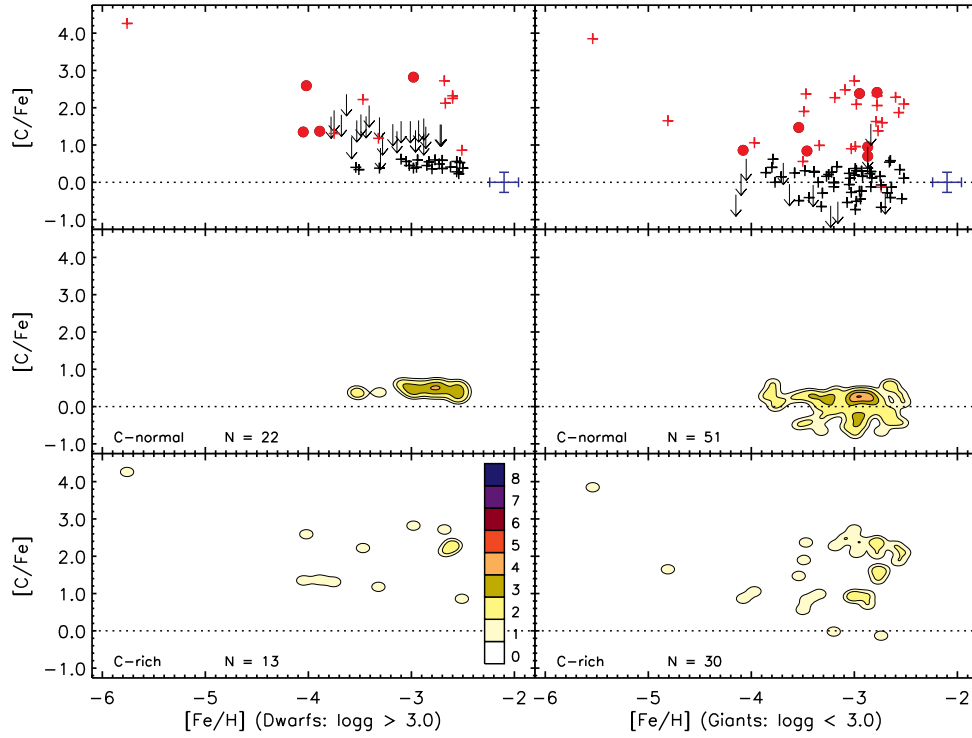 4.0
3.0
2.0
1.0
0.0
−1.0
[C/Fe]
4.0
3.0
2.0
1.0
0.0
−1.0
[C/Fe]
C−normal N = 22
C−normal N = 51
4.0
3.0
2.0
1.0
0.0
−1.0
[C/Fe]
8
7
6
5
4
3
2
1
0
C−rich N = 13
C−rich N = 30
−6 −5 −4 −3 −2
−6 −5 −4 −3 −2
[Fe/H] (Dwarfs: logg > 3.0)
[Fe/H] (Giants: logg < 3.0)